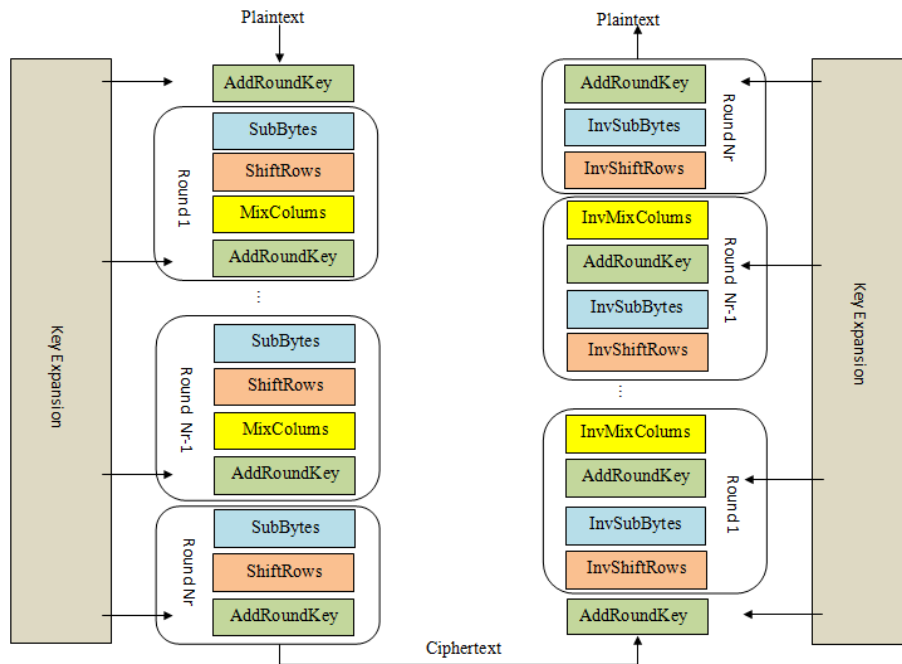 Plaintext
Key Expansion
AddRoundKey
Round 1
SubBytes
ShiftRows
MixColums
AddRoundKey
...
Round Nr-1
SubBytes
ShiftRows
MixColums
AddRoundKey
Round Nr
SubBytes
ShiftRows
AddRoundKey
Ciphertext
Plaintext
AddRoundKey
InvSubBytes
InvShiftRows
Round Nr
InvMixColums
AddRoundKey
InvSubBytes
InvShiftRows
Round Nr-1
...
InvMixColums
AddRoundKey
InvSubBytes
InvShiftRows
Round 1
AddRoundKey
Key Expansion